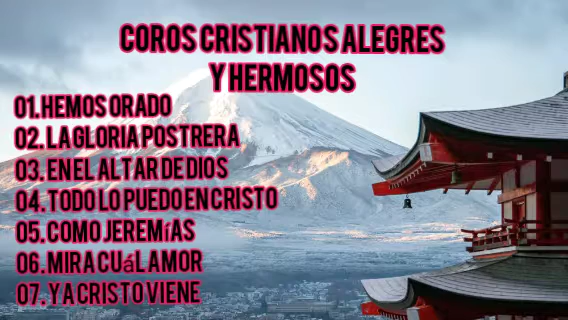 COROS CRISTIANOS ALEGRES
Y HERMOSOS
01.HEMOS ORADO
02. LA GLORIA POSTRERA
03. EN EL ALTAR DE DIOS
04. TODO LO PUEDO EN CRISTO
05. COMO JEREMíAS
06. MIRA CUáL AMOR
07. YA CRISTO VIENE